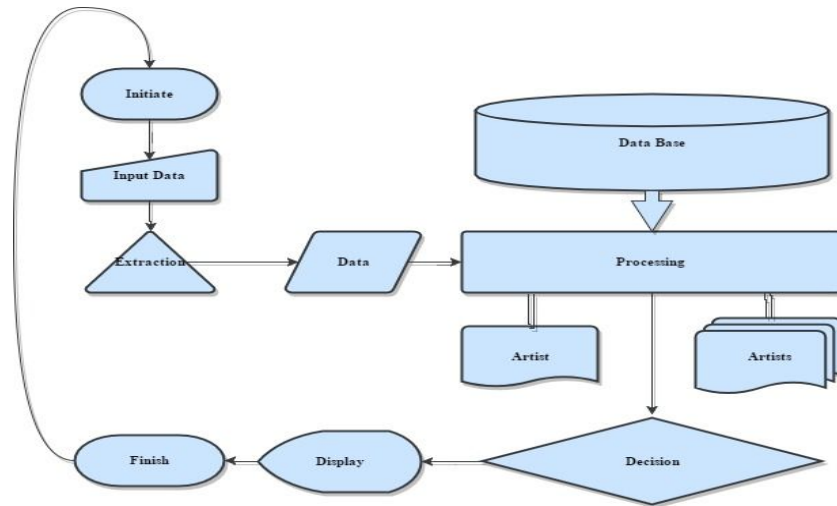 Initiate
Data Base
Input Data
Extraction
Data
Processing
Artist
Artists
Finish
Display
Decision